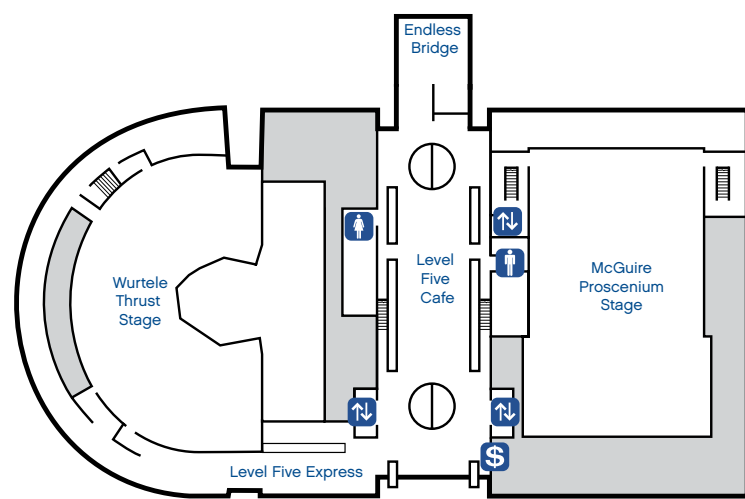 Endless
Bridge
Level
Five
Cafe
Wurtele
Thrust
Stage
McGuire
Proscenium
Stage
$
Level Five Express